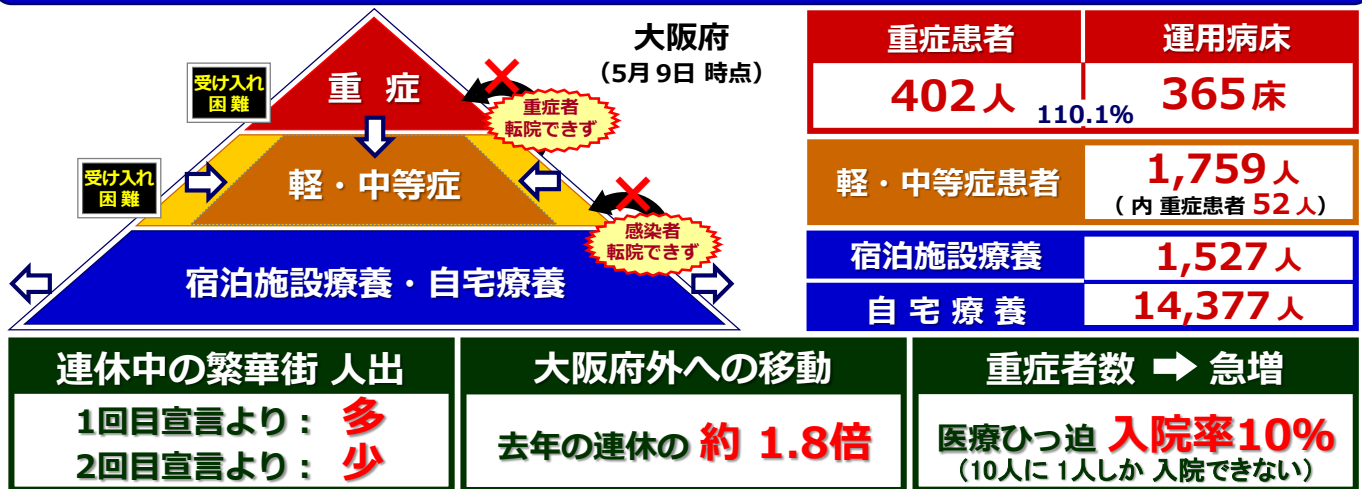 大阪府
（5月9日 時点）
受け入れ
困難
重 症
重症者
転院できず
受け入れ
困難
軽・中等症
感染者
転院できず
宿泊施設療養・自宅療養
重症患者
運用病床
402人
110.1%
365床
軽・中等症患者
1,759人
（ 内 重症患者 52 人）
宿泊施設療養
1,527人
自 宅 療 養
14,377人
連休中の繁華街 人出
1回目宣言より： 多
2回目宣言より： 少
大阪府外への移動
去年の連休の 約 1.8倍
重症者数 ➡ 急増
医療ひっ迫 入院率10%
（10人に 1人しか 入院できない）